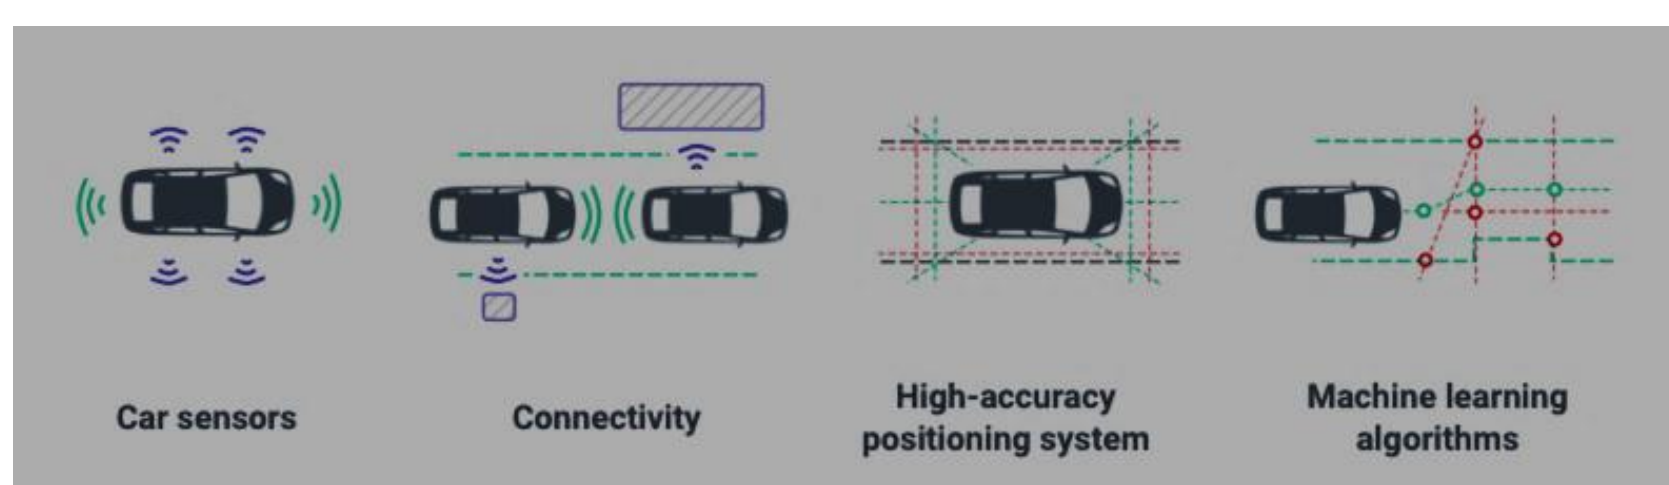 Car sensors
Connectivity
High-accuracy
positioning system
Machine learning
algorithms